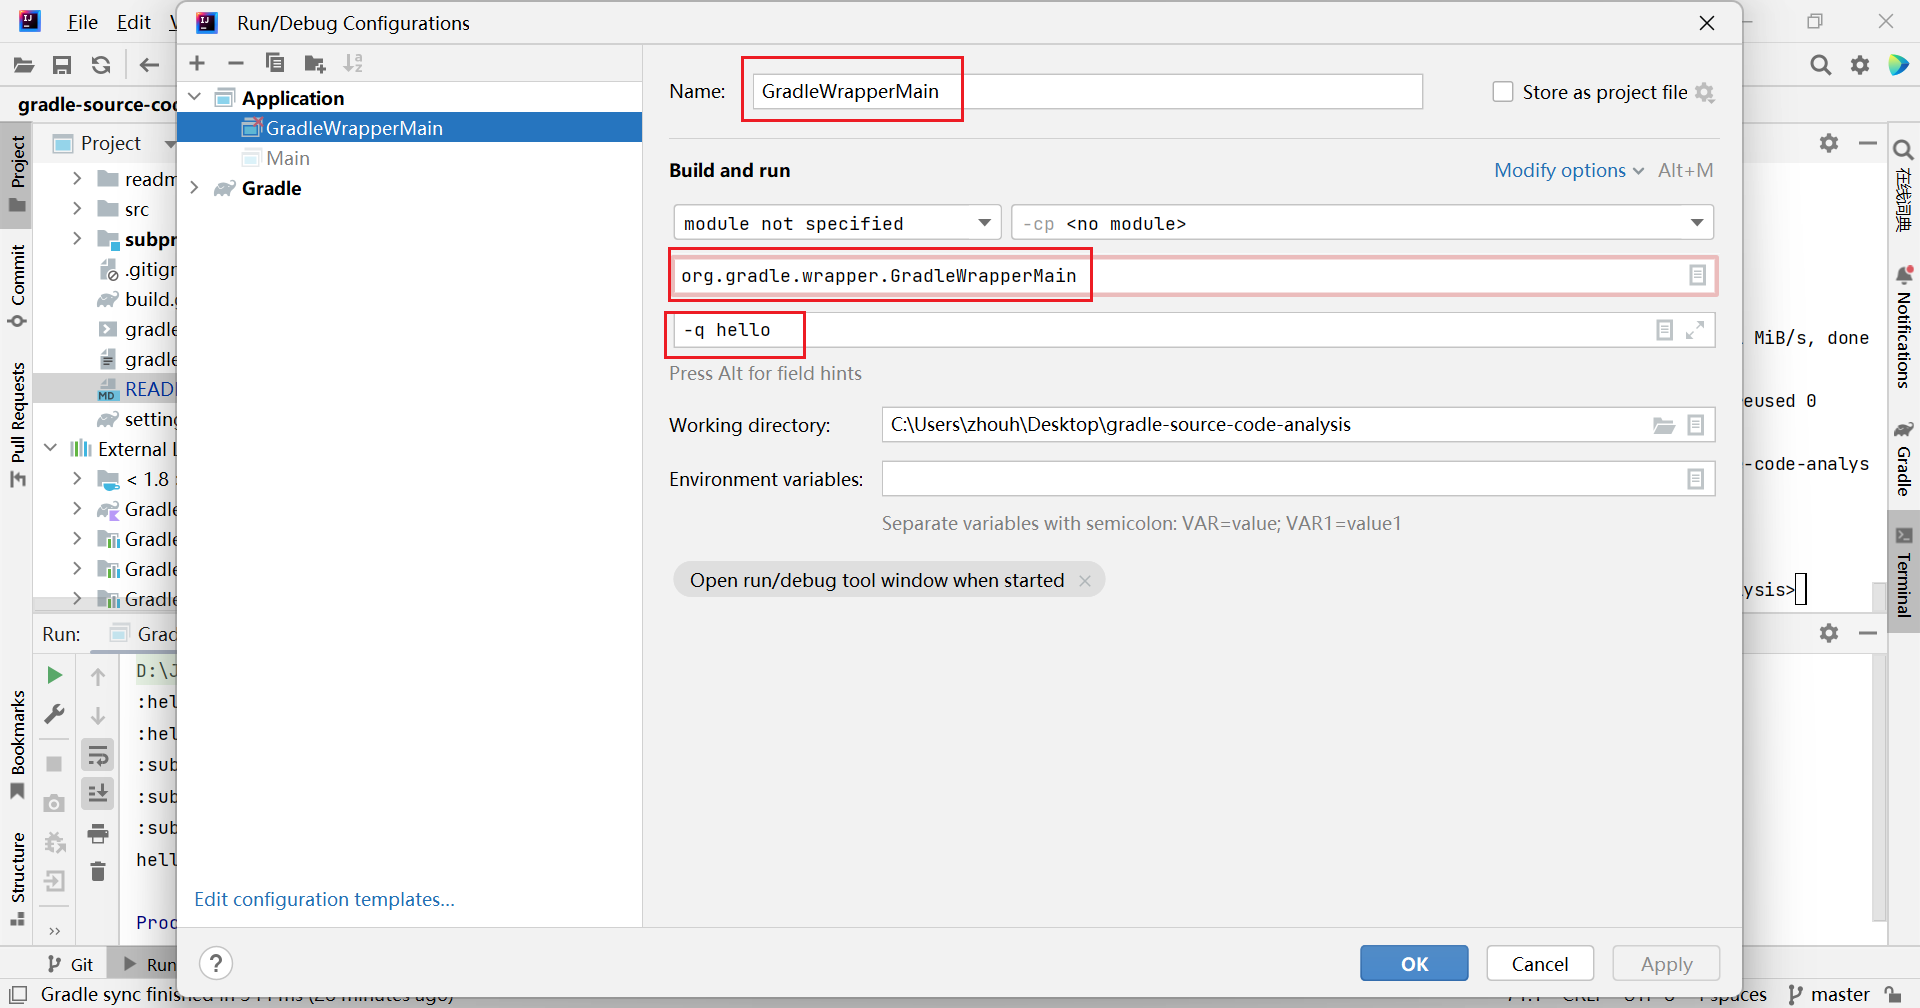 File Edit
Run/Debug Configurations
gradle-source-co
Project
readm
src
subpr
.gitigr
build.
gradle
gradle
READ
setting
External
< 1.8
Gradle
Gradle
Gradle
Gradle
Project
Commit
Pull Requests
Bookmarks
Structure
Application
GradleWrapperMain
Main
Gradle
Edit configuration templates...
Name:
GradleWrapperMain
Store as project file
Build and run
Modify options
Alt+M
module not specified
-cp <no module>
org.gradle.wrapper.GradleWrapperMain
-q hello
Press Alt for field hints
Working directory:
C:\Users\zhouh\Desktop\gradle-source-code-analysis
Environment variables:
Separate variables with semicolon: VAR=value; VAR1=value1
Open run/debug tool window when started
?
OK
Cancel
Apply
MiB/s, done
eused 0
-code-analys
ysis>
在线词典
Notifications
Gradle
Terminal
Run:
Grad
D:\J
:hel
:hel
:sub
:sub
:sub
hell
Proc
Git
Run
Gradle sync finish
spaces
master